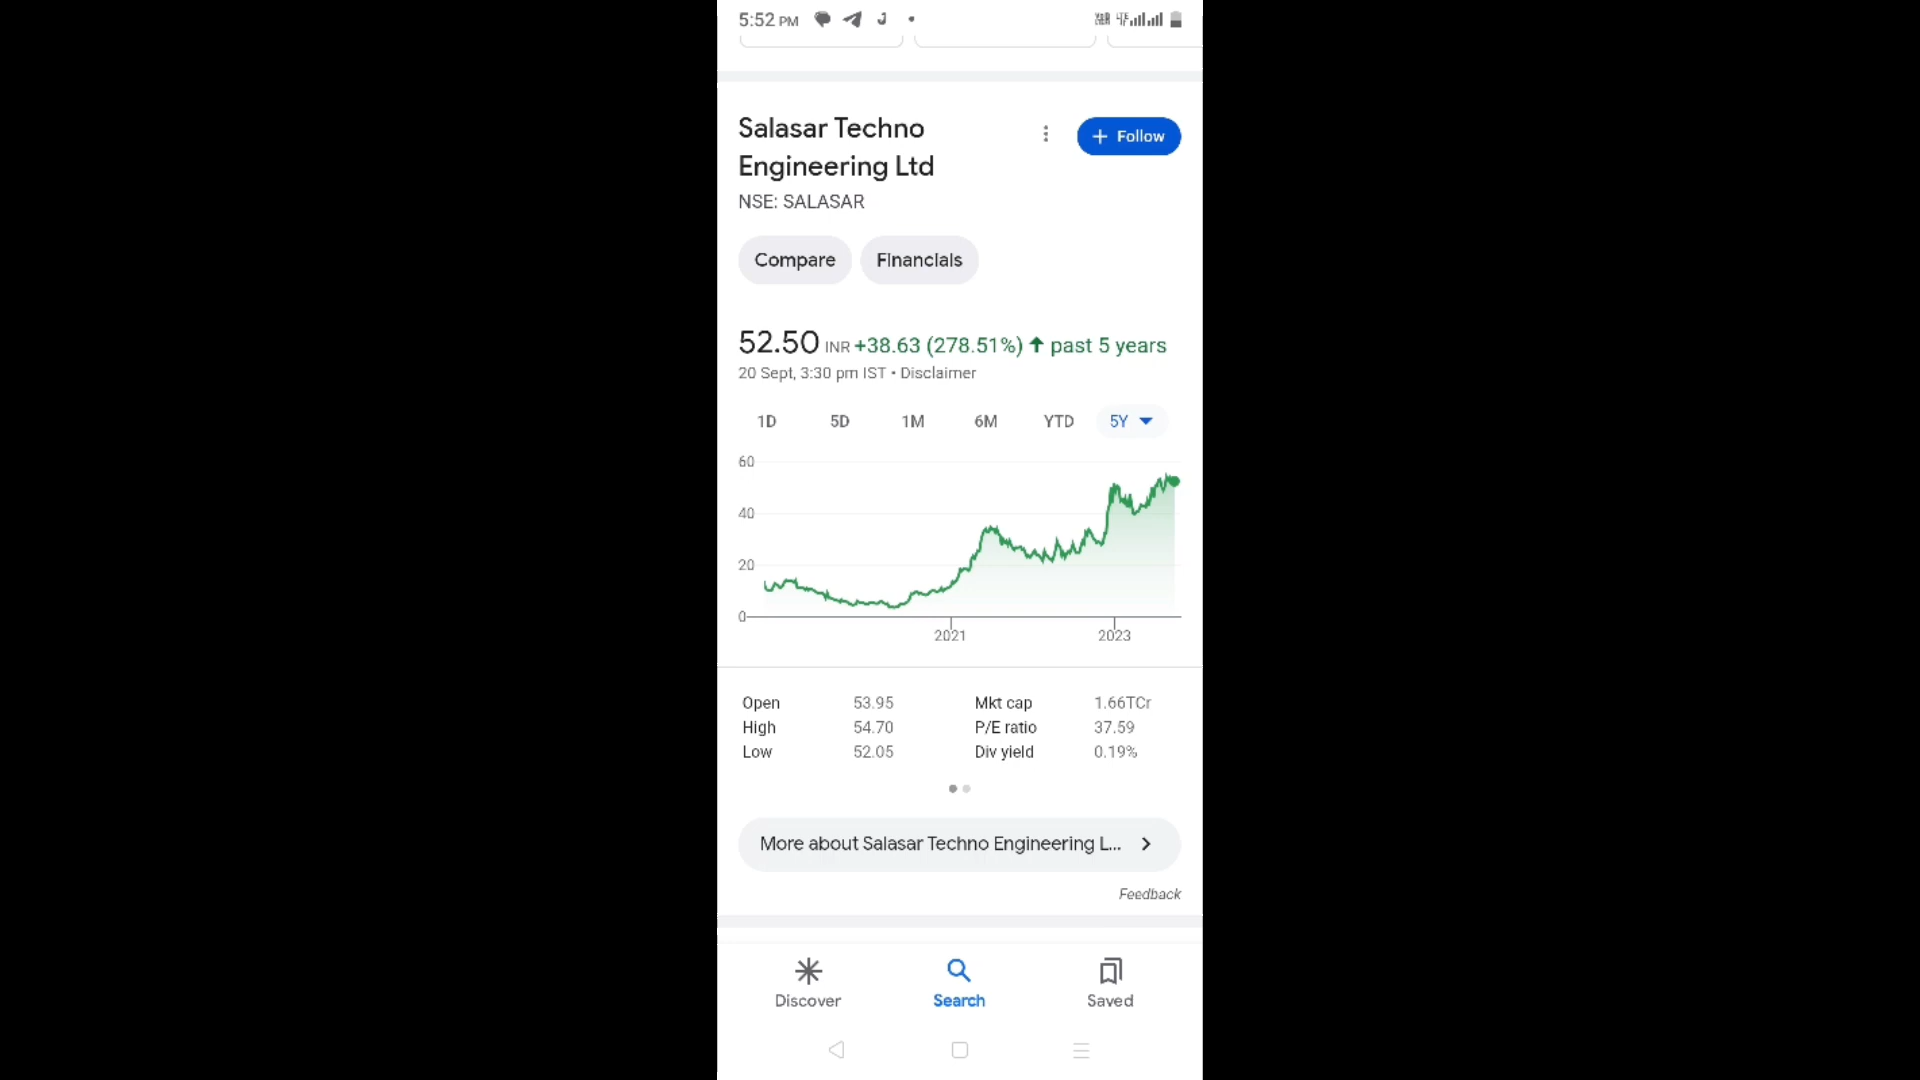 5:52 PM
Salasar Techno
Engineering Ltd
+ Follow
NSE: SALASAR
Compare Financials
52.50 INR +38.63 (278.51%) ↑ past 5 years
20 Sept, 3:30 pm IST • Disclaimer
1D 5D 1M 6M YTD 5Y
60
40
20
0
2021 2023
Open 53.95 Mkt cap 1.66TCr
High 54.70 P/E ratio 37.59
Low 52.05 Div yield 0.19%
More about Salasar Techno Engineering L...
Feedback
Discover Search Saved